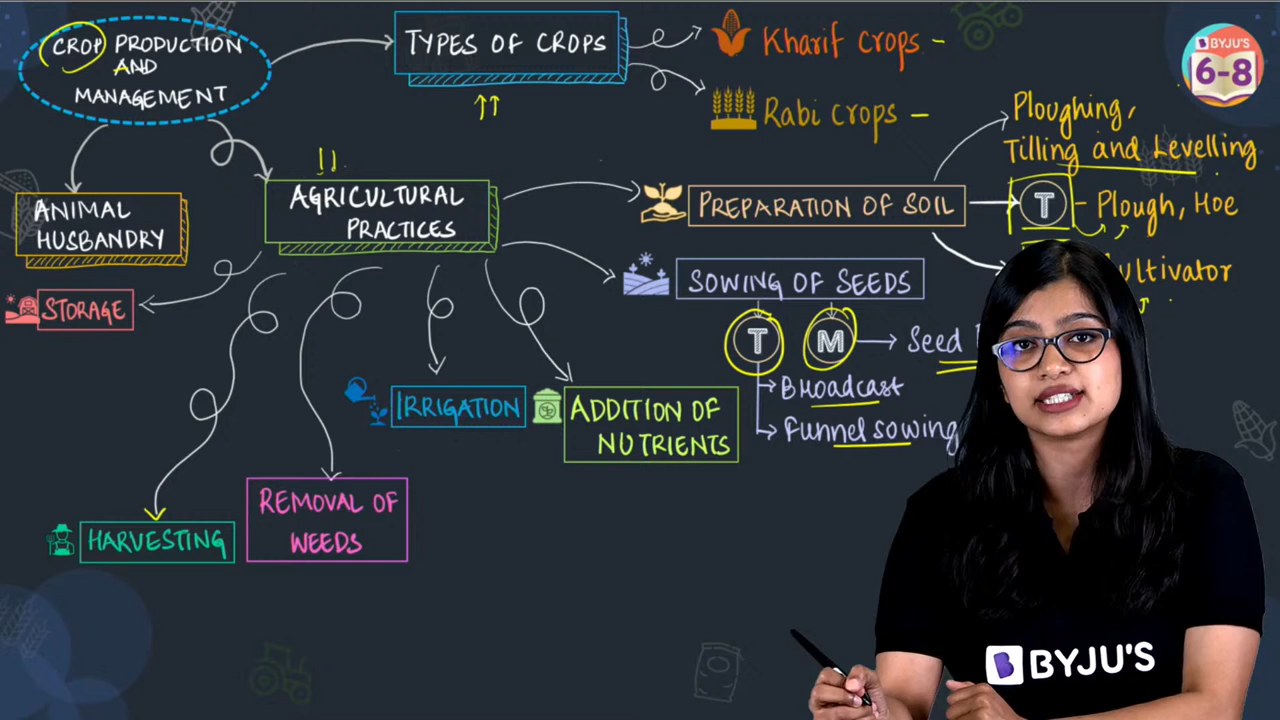 CROP PRODUCTION
AND
MANAGEMENT
TYPES OF CROPS
Kharif crops -
Rabi crops -
BYJU'S
6-8
ANIMAL
HUSBANDRY
AGRICULTURAL
PRACTICES
PREPARATION OF SOIL
Ploughing,
Tilling and Levelling
T - Plough, Hoe
SOWING OF SEEDS
T M
Seed
Broadcast
Funnel sowing
STORAGE
IRRIGATION
ADDITION OF
NUTRIENTS
REMOVAL OF
WEEDS
HARVESTING
B BYJU'S